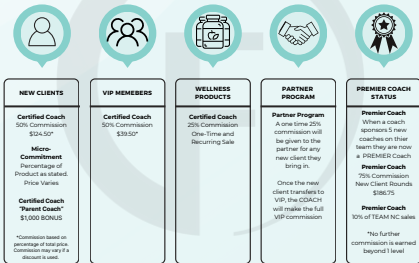 NEW CLIENTS
Certified Coach
50% Commission
$124.50*
Micro-
Commitment
Percentage of
Product as stated.
Price Varies
Certified Coach
"Parent Coach"
$1,000 BONUS
*Commission based on
percentage of total price.
Commission may vary if a
discount is used.
VIP MEMEBERS
Certified Coach
50% Commission
$39.50*
WELLNESS
PRODUCTS
Certified Coach
25% Commission
One-Time and
Recurring Sale
PARTNER
PROGRAM
Partner Program
A one time 25%
commission will
be given to the
partner for any
new client they
bring in.
Once the new
client transfers to
VIP, the COACH
will make the full
VIP commission
PREMIER COACH
STATUS
Premier Coach
When a coach
sponsors 5 new
coaches on thier
team they are now
a PREMIER Coach
Premier Coach
75% Commission
New Client Rounds
$186.75
Premier Coach
10% of TEAM NC sales
*No further
commission is earned
beyond 1 level